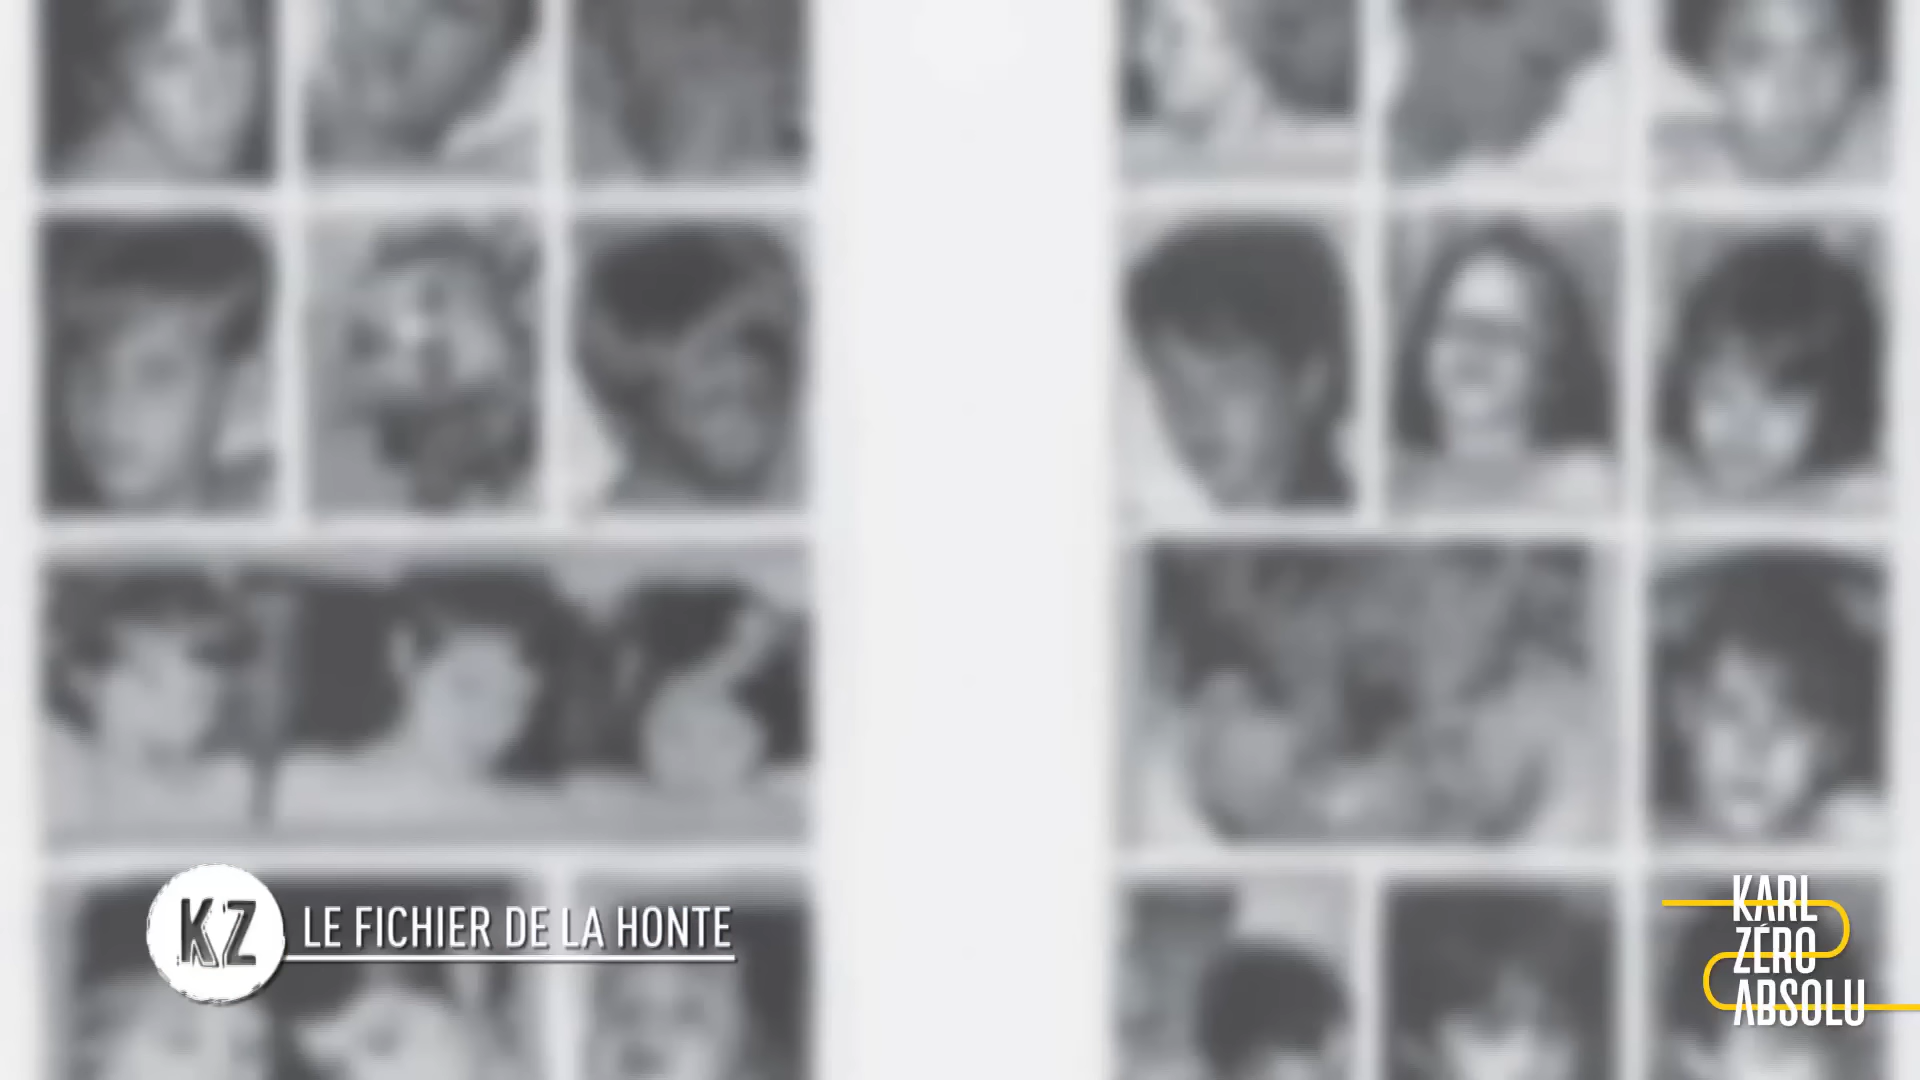 KZ
LE FICHIER DE LA HONTE
KARL
ZÉRO
ABSOLU